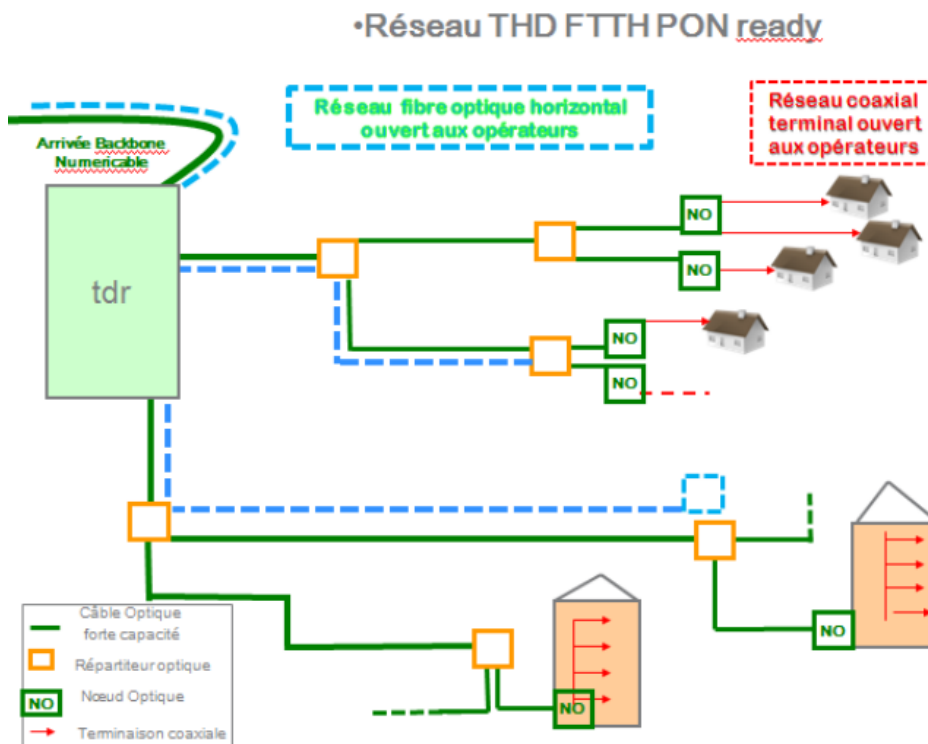 •Réseau THD FTTH PON ready
Réseau fibre optique horizontal
ouvert aux opérateurs
Réseau coaxial
terminal ouvert
aux opérateurs
Arrivée Backbone
Numericable
tdr
NO
NO
NO
NO
NO
NO
Câble Optique
forte capacité
Répartiteur optique
NO
Nœud Optique
Terminaison coaxiale